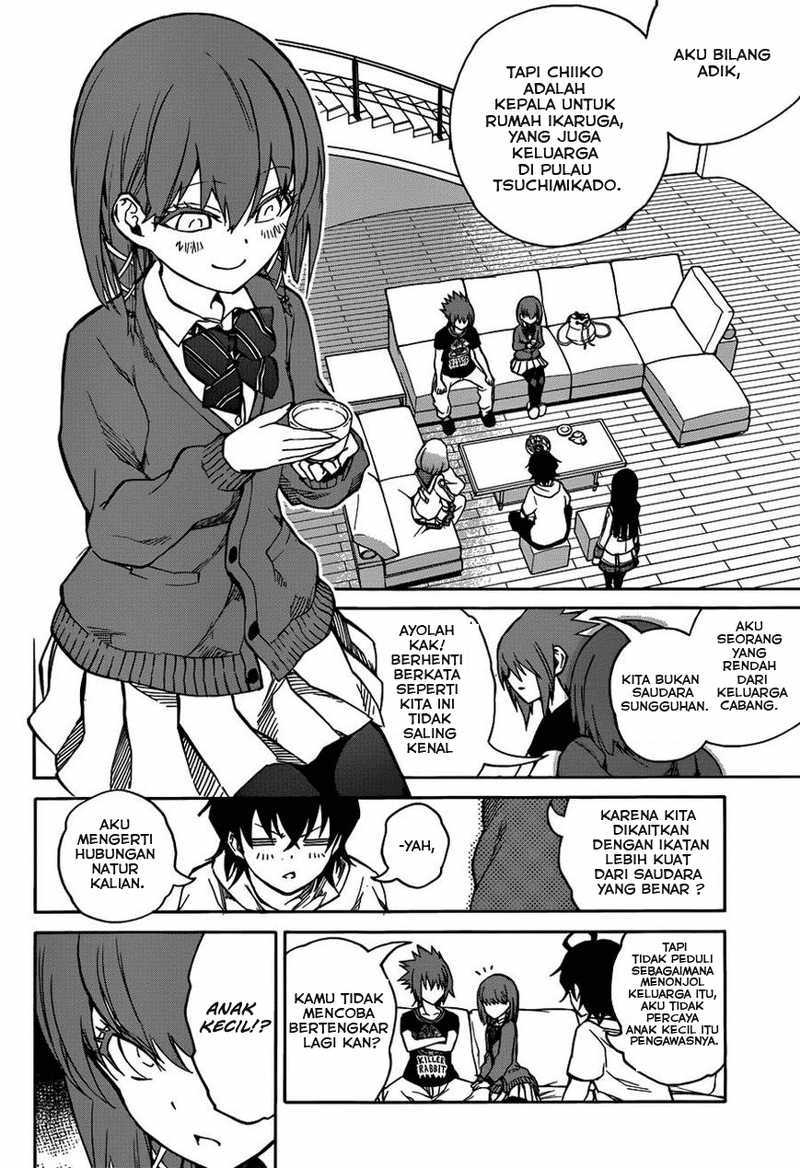 AKU BILANG
ADIK,
TAPI CHIIKO
ADALAH
KEPALA UNTUK
RUMAH IKARUGA,
YANG JUGA
KELUARGA
DI PULAU
TSUCHIMIKADO.
AKU
SEORANG
YANG
RENDAH
DARI
KELUARGA
CABANG.
KITA BUKAN
SAUDARA
SUNGGUHAN.
AYOLAH
KAK!
BERHENTI
BERKATA
SEPERTI
KITA INI
TIDAK
SALING
KENAL
KARENA KITA
DIKAITKAN
DENGAN IKATAN
LEBIH KUAT
DARI SAUDARA
YANG BENAR ?
-YAH,
AKU
MENGERTI
HUBUNGAN
NATUR
KALIAN.
TAPI
TIDAK PEDULI
SEBAGAIMANA
MENONJOL
KELUARGA ITU,
AKU TIDAK
PERCAYA
ANAK KECIL ITU
PENGAWASNYA.
KAMU TIDAK
MENCOBA
BERTENGKAR
LAGI KAN?
KILLER
RABBIT
ANAK
KECIL!?